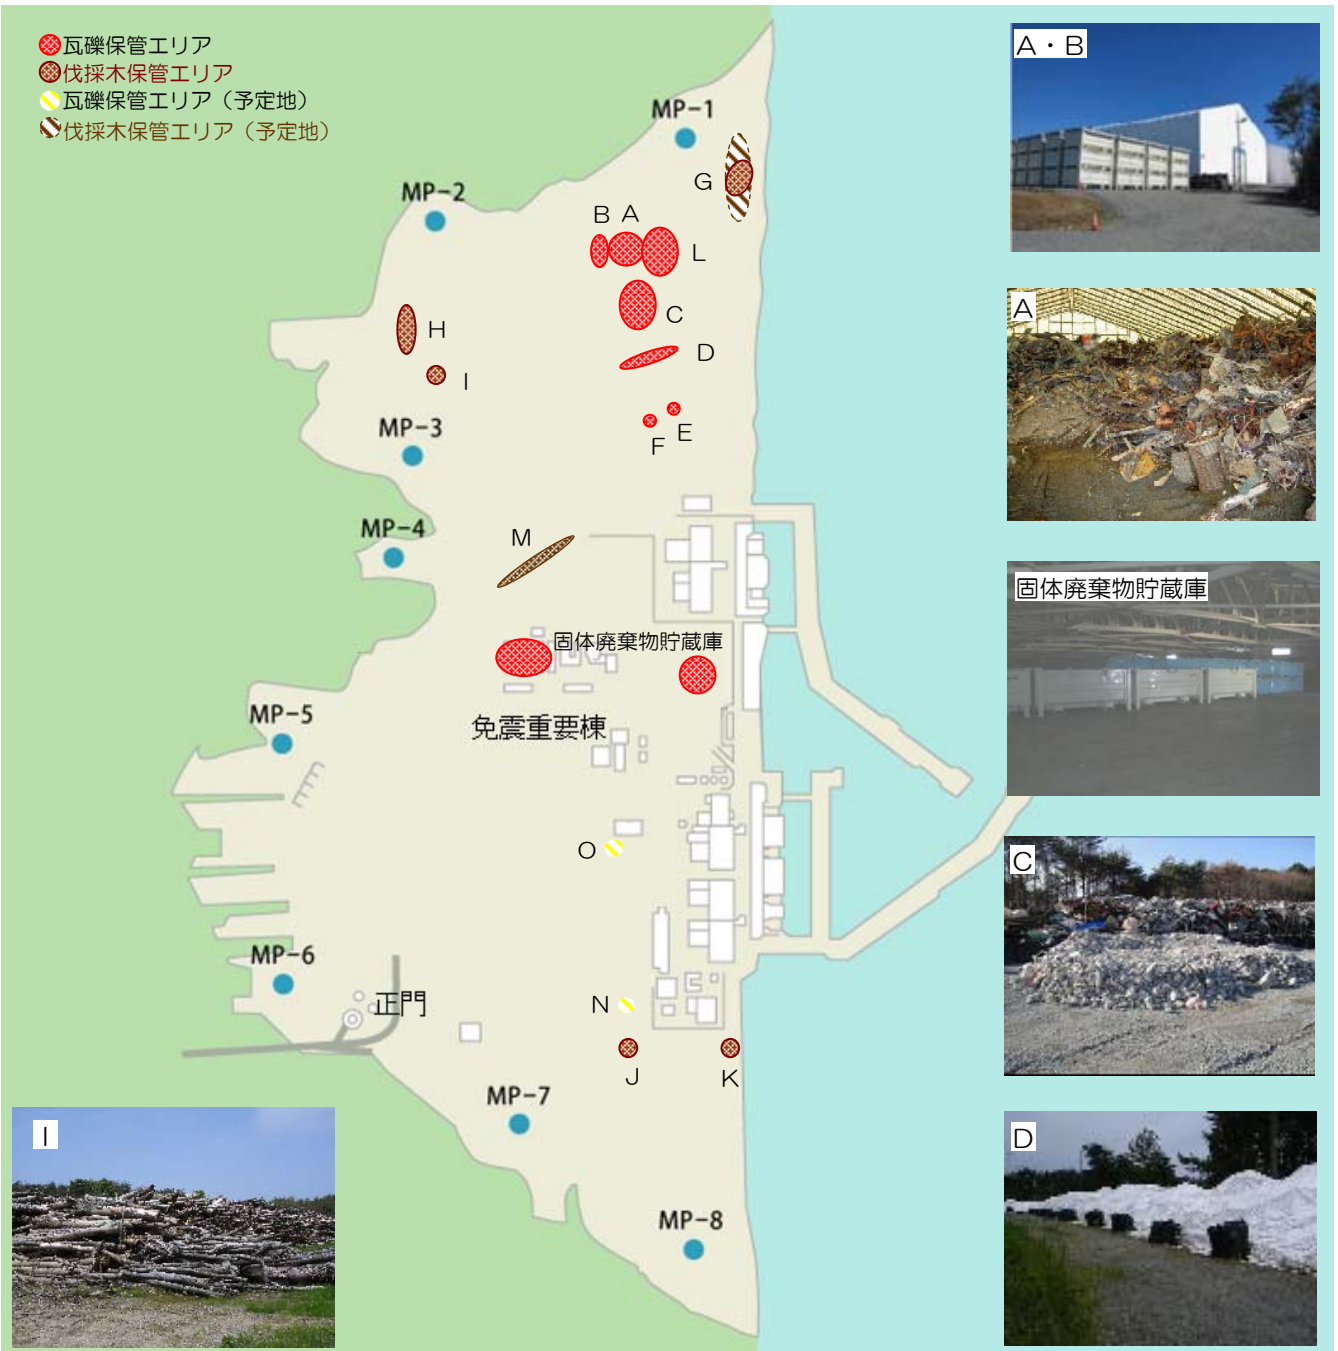 瓦礫保管エリア
伐採木保管エリア
瓦礫保管エリア（予定地）
伐採木保管エリア（予定地）
A・B
MP-1
G
MP-2
B
A
L
A
C
H
D
I
MP-3
E
F
MP-4
M
固体廃棄物貯蔵庫
固体廃棄物貯蔵庫
MP-5
免震重要棟
O
C
MP-6
正門
N
J
K
MP-7
I
D
MP-8